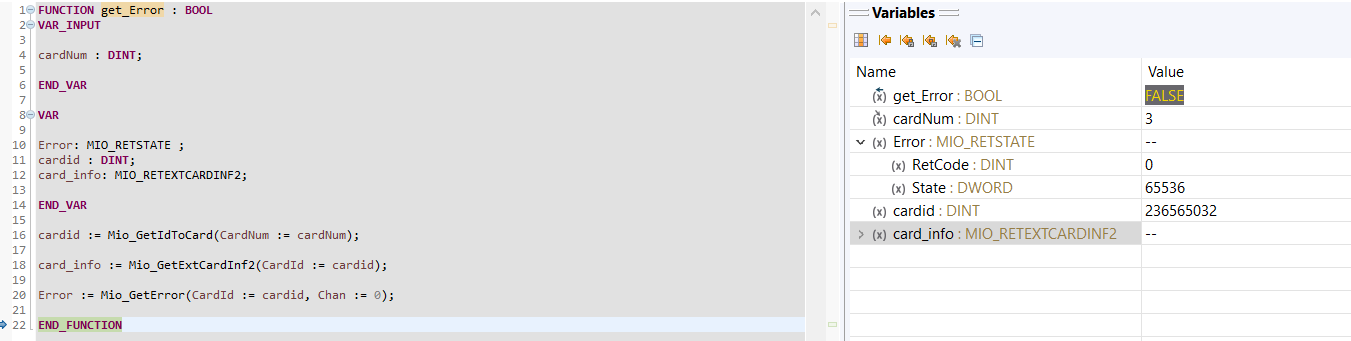 1 FUNCTION get_Error : BOOL
2 VAR_INPUT
3
4 cardNum : DINT;
5
6 END_VAR
7
8 VAR
9
10 Error: MIO_RETSTATE ;
11 cardid : DINT;
12 card_info: MIO_RETEXTCARDINF2;
13
14 END_VAR
15
16 cardid := Mio_GetIdToCard(CardNum := cardNum);
17
18 card_info := Mio_GetExtCardInf2(CardId := cardid);
19
20 Error := Mio_GetError(CardId := cardid, Chan := 0);
21
22 END_FUNCTION
Variables
Name Value
(x) get_Error : BOOL FALSE
(x) cardNum : DINT 3
(x) Error : MIO_RETSTATE --
(x) RetCode : DINT 0
(x) State : DWORD 65536
(x) cardid : DINT 236565032
(x) card_info : MIO_RETEXTCARDINF2 --